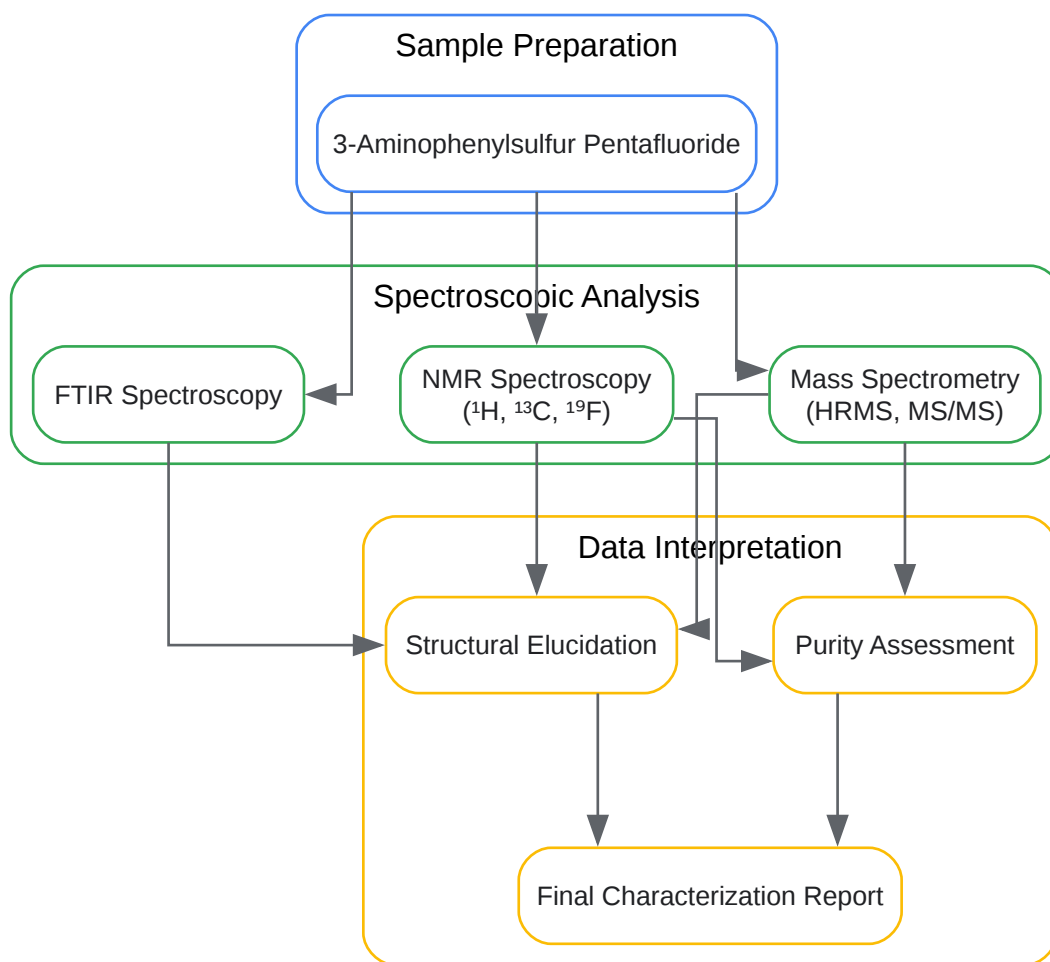 Sample Preparation
3-Aminophenylsulfur Pentafluoride
Spectroscopic Analysis
FTIR Spectroscopy
NMR Spectroscopy
(¹H, ¹³C, ¹⁹F)
Mass Spectrometry
(HRMS, MS/MS)
Data Interpretation
Structural Elucidation
Purity Assessment
Final Characterization Report